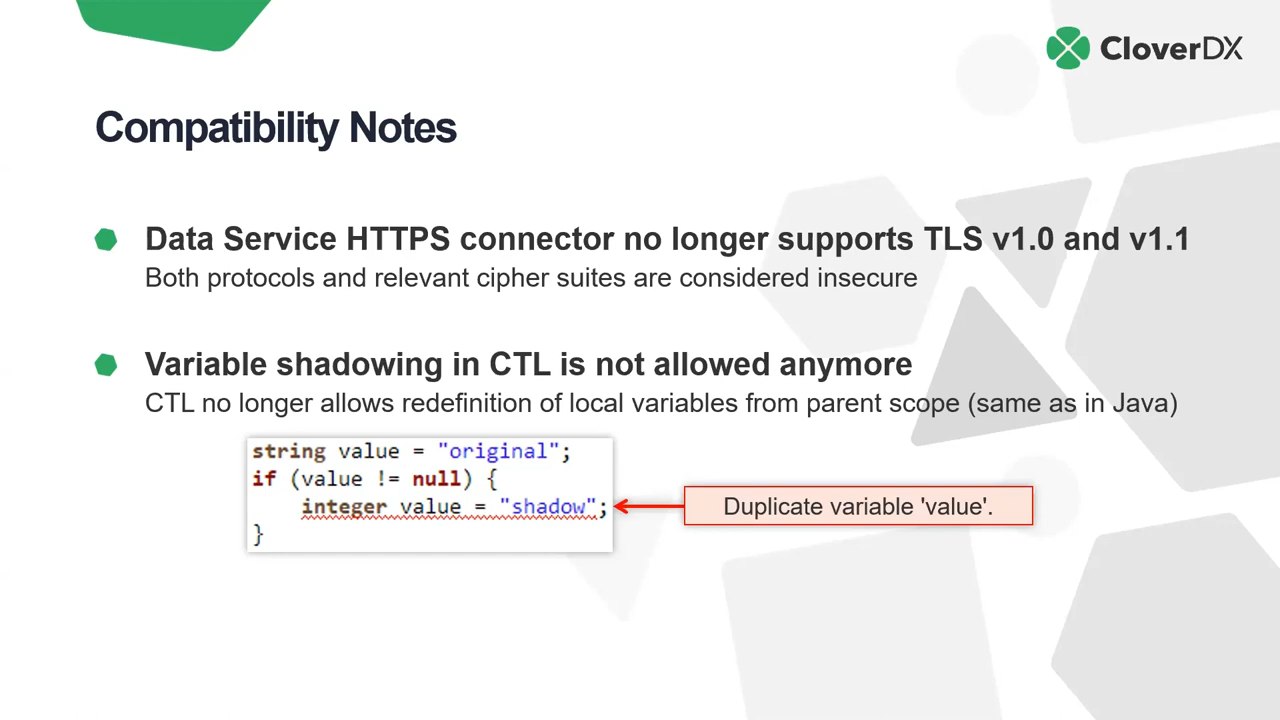 CloverDX
Compatibility Notes
Data Service HTTPS connector no longer supports TLS v1.0 and v1.1
Both protocols and relevant cipher suites are considered insecure
Variable shadowing in CTL is not allowed anymore
CTL no longer allows redefinition of local variables from parent scope (same as in Java)
string value = "original";
if (value != null) {
integer value = "shadow";
}
Duplicate variable 'value'.